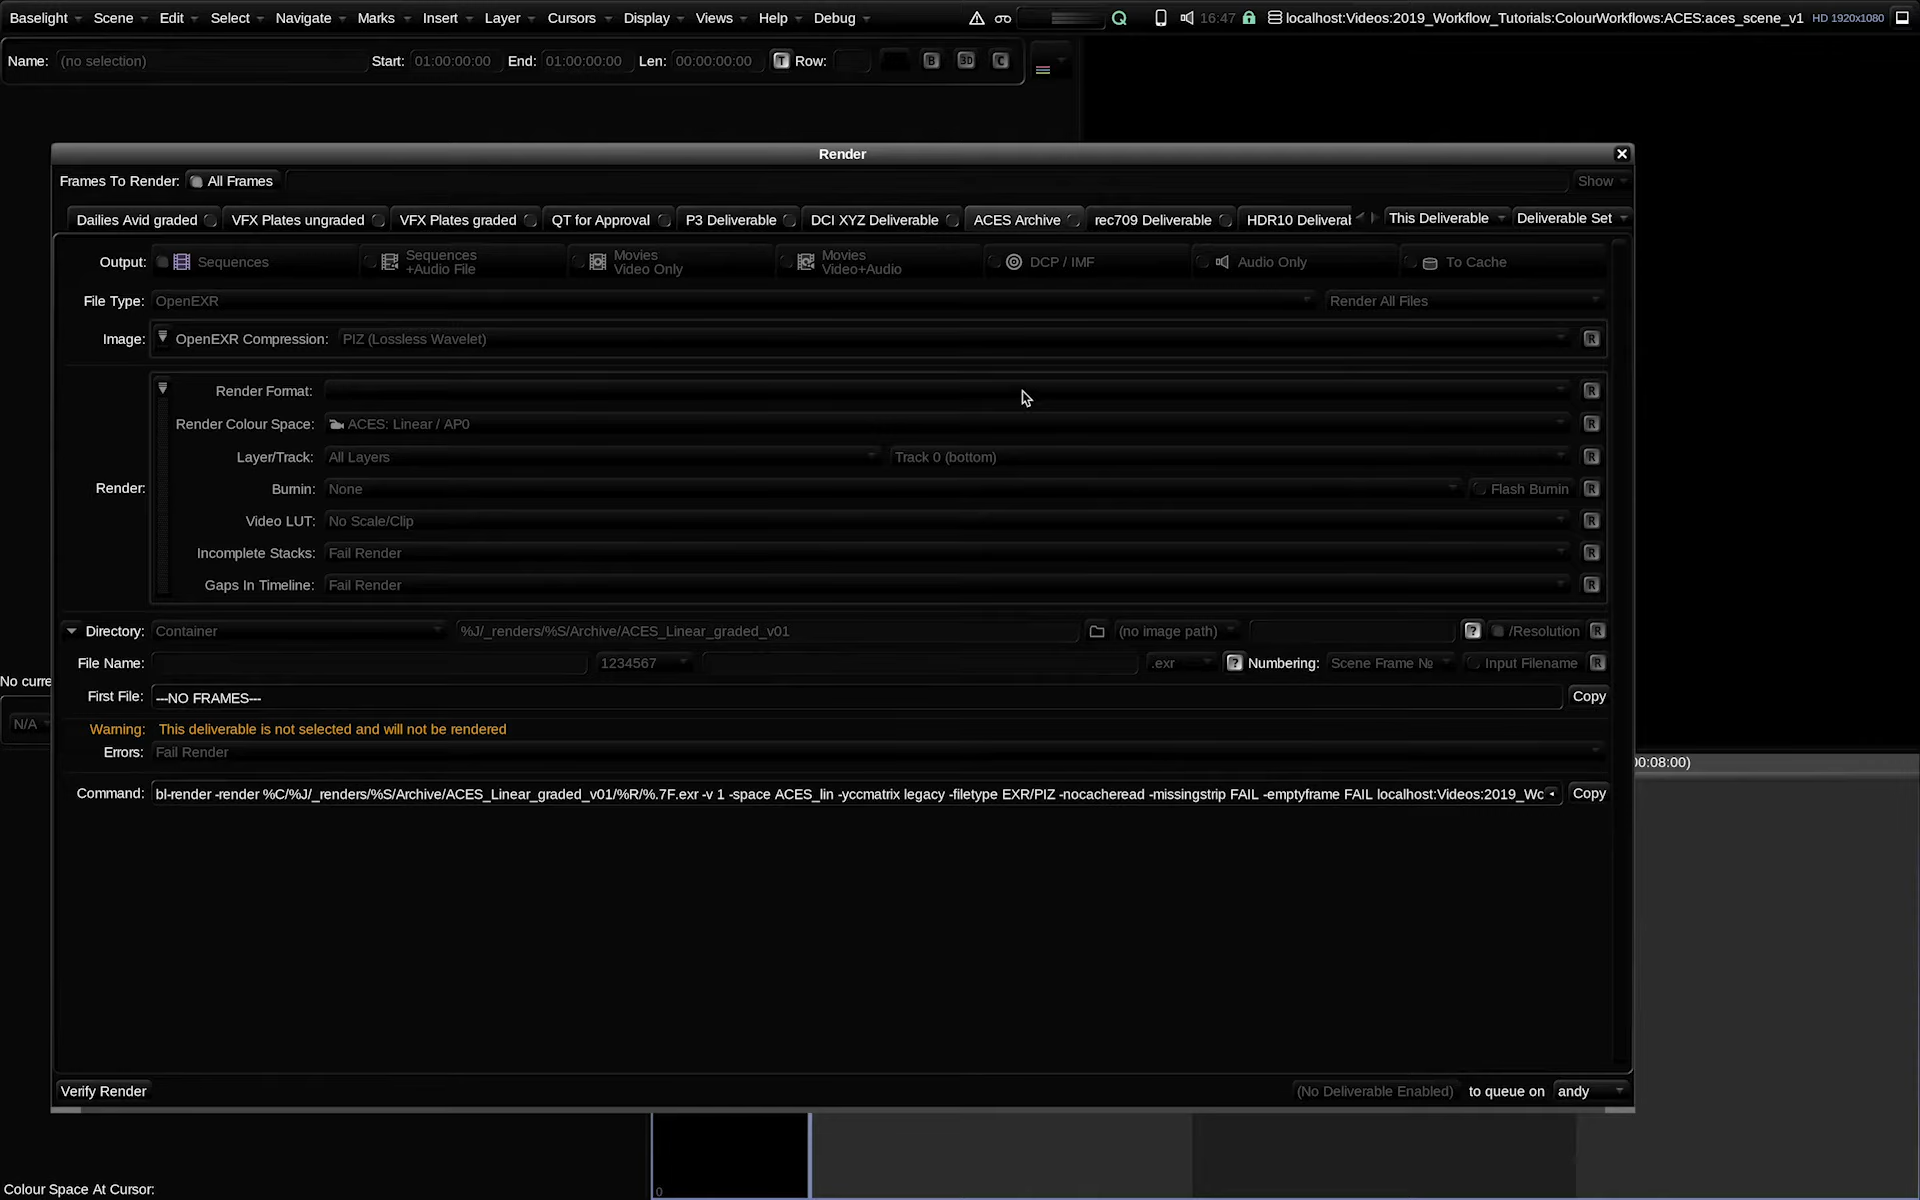 Baselight Scene Edit Select Navigate Marks Insert Layer Cursors Display Views Help Debug 16:47 localhost:Videos:2019_Workflow_Tutorials:ColourWorkflows:ACES:aces_scene_v1 HD 1920x1080
Name: (no selection) Start: 01:00:00:00 End: 01:00:00:00 Len: 00:00:00:00 T Row: B 3D C
Render
Frames To Render: All Frames Show
Dailies Avid graded VFX Plates ungraded VFX Plates graded QT for Approval P3 Deliverable DCI XYZ Deliverable ACES Archive rec709 Deliverable HDR10 Deliveral This Deliverable Deliverable Set
Output: Sequences Sequences +Audio File Movies Video Only Movies Video+Audio DCP / IMF Audio Only To Cache
File Type: OpenEXR Render All Files
Image: OpenEXR Compression: PIZ (Lossless Wavelet) R
Render Format: R
Render Colour Space: ACES: Linear / AP0 R
Layer/Track: All Layers Track 0 (bottom) R
Render: Burnin: None Flash Burnin R
Video LUT: No Scale/Clip R
Incomplete Stacks: Fail Render R
Gaps In Timeline: Fail Render R
Directory: Container %J/_renders/%S/Archive/ACES_Linear_graded_v01 (no image path) ? /Resolution R
No curre
File Name: 1234567 .exr ? Numbering: Scene Frame № Input Filename R
First File: ---NO FRAMES--- Copy
N/A
Warning: This deliverable is not selected and will not be rendered
Errors: Fail Render
00:08:00)
Command: bl-render -render %C/%J/_renders/%S/Archive/ACES_Linear_graded_v01/%R/%.7F.exr -v 1 -space ACES_lin -yccmatrix legacy -filetype EXR/PIZ -nocacheread -missingstrip FAIL -emptyframe FAIL localhost:Videos:2019_Wc Copy
Verify Render (No Deliverable Enabled) to queue on andy
Colour Space At Cursor: 0